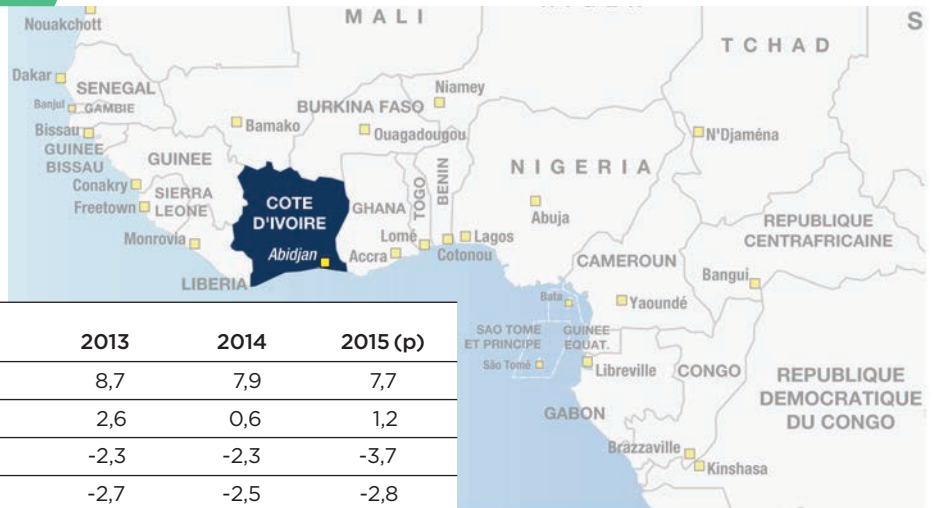 MALI
S
Nouakchott
TCHAD
Dakar
SENEGAL
Niamey
Banjul
GAMBIE
BURKINA FASO
Bamako
Ouagadougou
N'Djaména
Bissau
GUINEE
BISSAU
GUINEE
NIGERIA
Conakry
SIERRA
LEONE
Freetown
COTE
D'IVOIRE
GHANA
TOGO
BENIN
Abuja
REPUBLIQUE
CENTRAFRICAINE
Monrovia
Abidjan
Accra
Lomé
Cotonou
Lagos
CAMEROUN
Bangui
LIBERIA
Bata
Yaoundé
SAO TOME
ET PRINCIPE
GUINEE
EQUAT.
São Tomé
Libreville
CONGO
REPUBLIQUE
DEMOCRATIQUE
DU CONGO
GABON
Brazzaville
Kinshasa
2013 2014 2015 (p)
8,7 7,9 7,7
2,6 0,6 1,2
-2,3 -2,3 -3,7
-2,7 -2,5 -2,8